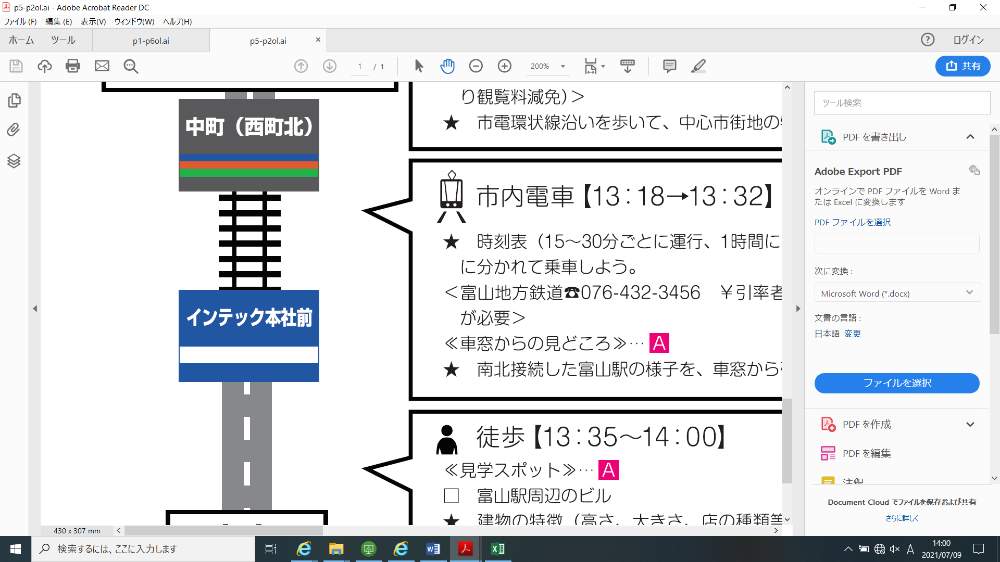 p5-p2ol.ai - Adobe Acrobat Reader DC
ファイル (F) 編集 (E) 表示(V) ウィンドウ(W) ヘルプ(H)
ホーム ツール p1-p6ol.ai p5-p2ol.ai × ログイン
1 / 1 200% 共有
り観覧料減免)＞
★ 市電環状線沿いを歩いて、中心市街地の
中町（西町北）
市内電車【13：18→13：32】
★ 時刻表（15～30分ごとに運行、1時間に
に分かれて乗車しよう。
＜富山地方鉄道☎076-432-3456 ￥引率者
が必要＞
≪車窓からの見どころ≫… A
★ 南北接続した富山駅の様子を、車窓から
インテック本社前
徒歩【13：35～14：00】
≪見学スポット≫… A
□ 富山駅周辺のビル
★ 建物の特徴（高さ、大きさ、店の種類等
430 x 307 mm
ツール検索
PDF を書き出し
Adobe Export PDF
オンラインで PDF ファイルを Word ま
たは Excel に変換します
PDF ファイルを選択
次に変換 :
Microsoft Word (*.docx)
文書の言語 :
日本語 変更
ファイルを選択
PDF を作成
PDF を編集
注釈
Document Cloud でファイルを保存および共有
さらに詳しく
検索するには、ここに入力します
A
14:00
2021/07/09